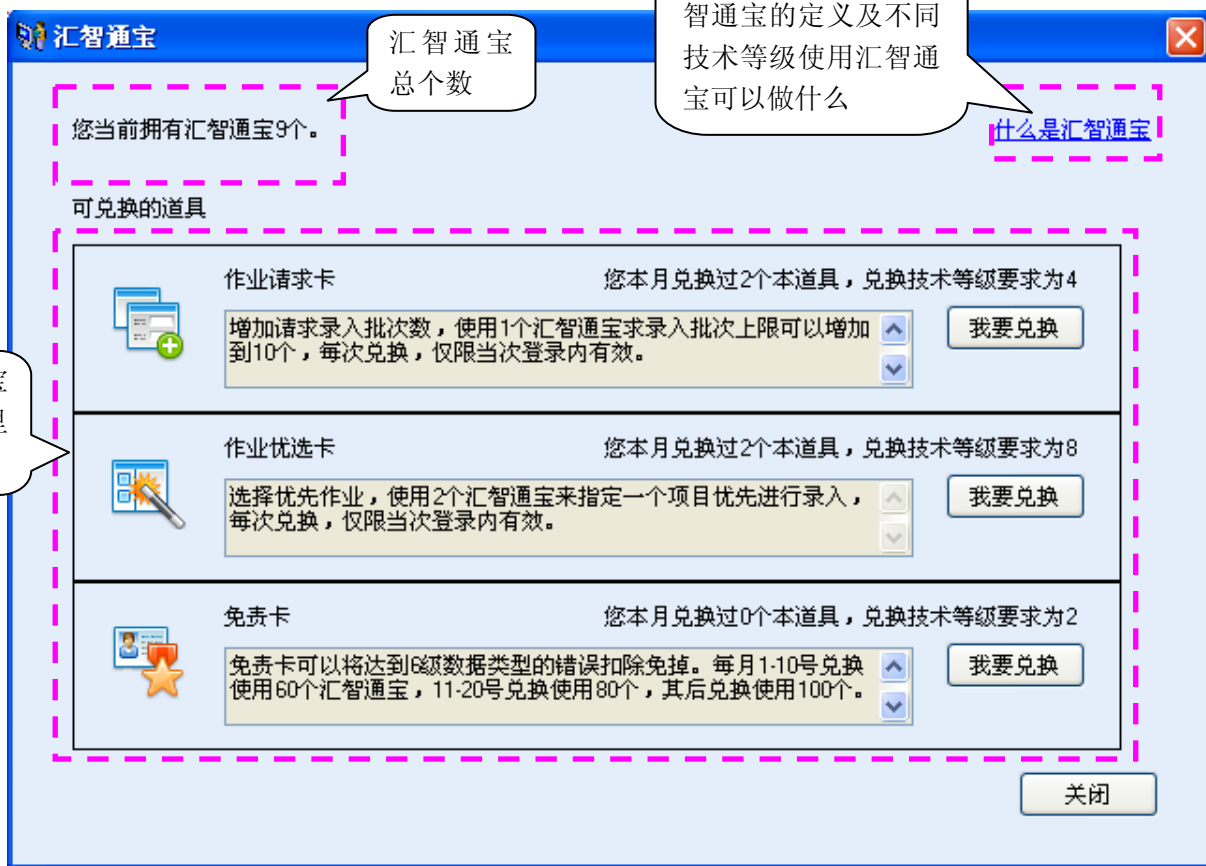 汇智通宝
汇智通宝
总个数
智通宝的定义及不同
技术等级使用汇智通
宝可以做什么
您当前拥有汇智通宝9个。
什么是汇智通宝
可兑换的道具
作业请求卡
您本月兑换过2个本道具，兑换技术等级要求为4
增加请求录入批次数，使用1个汇智通宝求录入批次上限可以增加
到10个，每次兑换，仅限当次登录内有效。
我要兑换
作业优选卡
您本月兑换过2个本道具，兑换技术等级要求为8
选择优先作业，使用2个汇智通宝来指定一个项目优先进行录入，
每次兑换，仅限当次登录内有效。
我要兑换
免责卡
您本月兑换过0个本道具，兑换技术等级要求为2
免责卡可以将达到6级数据类型的错误扣除免掉。每月1-10号兑换
使用60个汇智通宝，11-20号兑换使用80个，其后兑换使用100个。
我要兑换
关闭